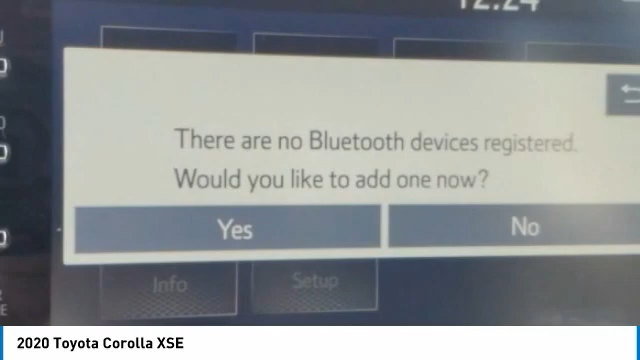 12:24
There are no Bluetooth devices registered.
Would you like to add one now?
Yes
No
Info
Setup
2020 Toyota Corolla XSE